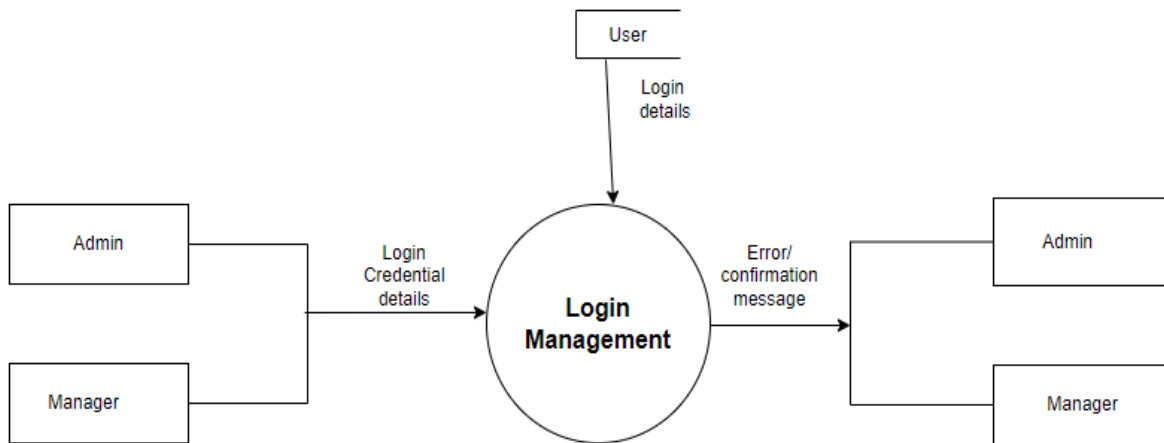 User
Login
details
Admin
Login
Credential
details
Manager
Login
Management
Error/
confirmation
message
Admin
Manager